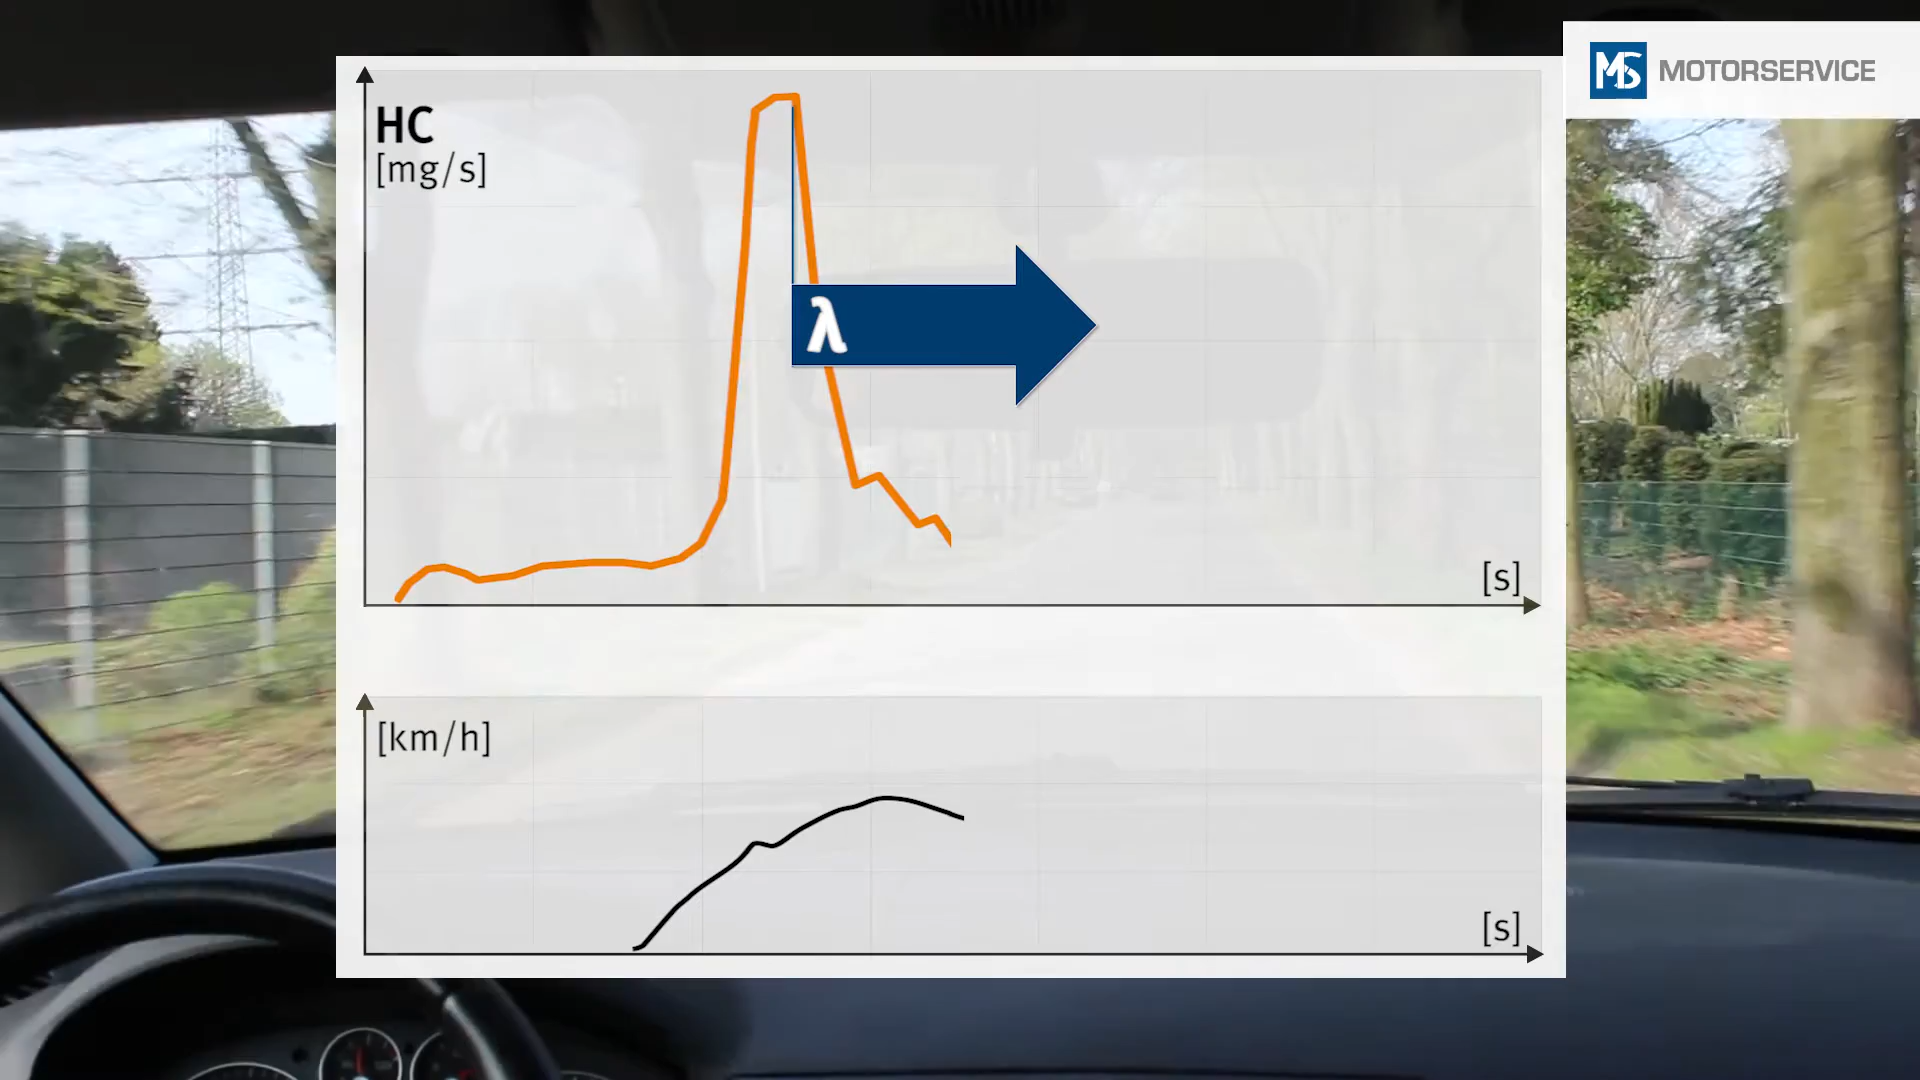 MS MOTORSERVICE
HC
[mg/s]
λ
[s]
[km/h]
[s]